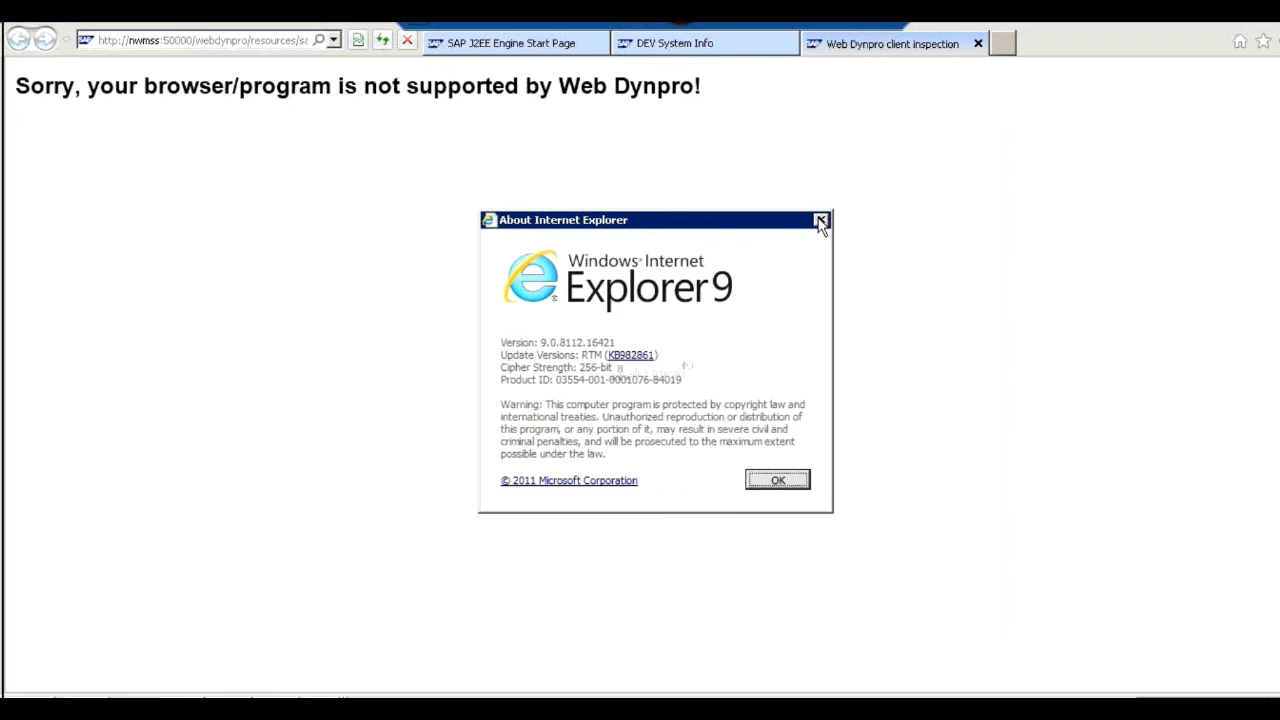 http://nwmss:50000/webdynpro/resources/sa
SAP J2EE Engine Start Page
DEV System Info
Web Dynpro client inspection
Sorry, your browser/program is not supported by Web Dynpro!
About Internet Explorer
Windows Internet
Explorer 9
Version: 9.0.8112.16421
Update Versions: RTM (KB982861)
Cipher Strength: 256-bit
Product ID: 03554-001-0001076-84019
Warning: This computer program is protected by copyright law and
international treaties. Unauthorized reproduction or distribution of
this program, or any portion of it, may result in severe civil and
criminal penalties, and will be prosecuted to the maximum extent
possible under the law.
© 2011 Microsoft Corporation
OK